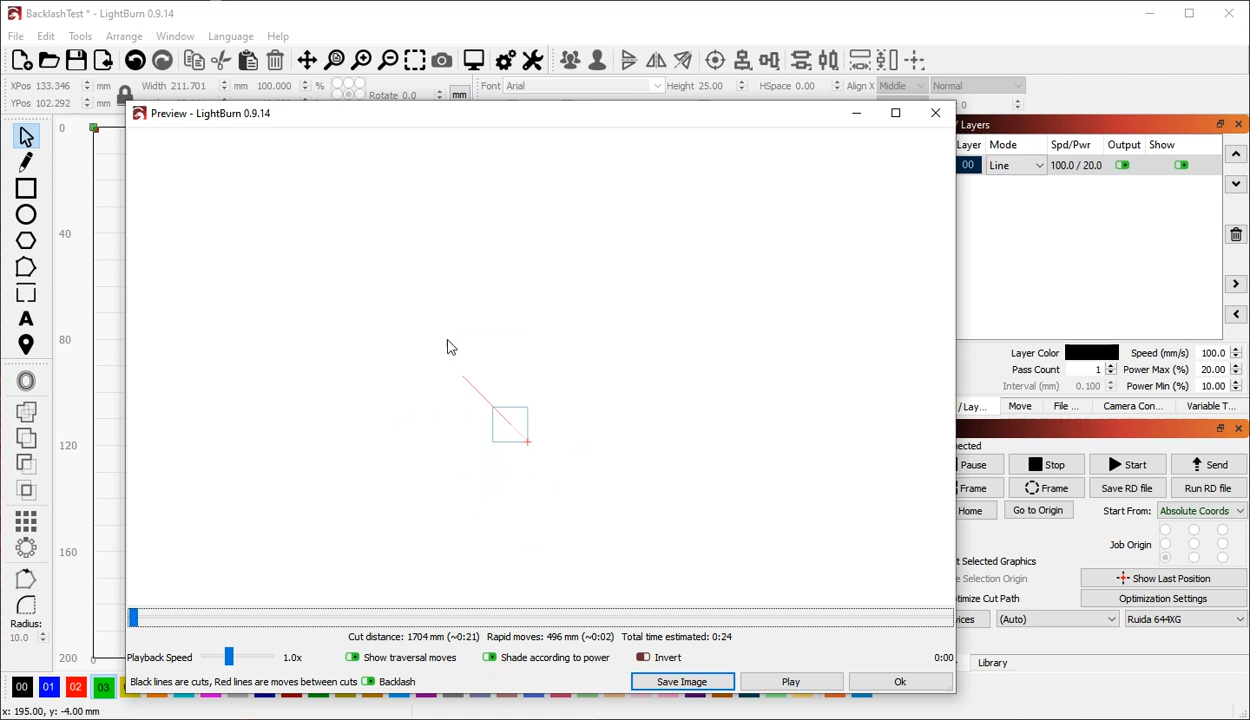 BacklashTest * - LightBurn 0.9.14
File Edit Tools Arrange Window Language Help
XPos 133.346 mm Width 211.701 mm 100.000 % Rotate 0.0 mm Font Arial Height 25.00 HSpace 0.00 Align X Middle Normal
YPos 102.292 mm 0
Preview - LightBurn 0.9.14
/ Layers
Layer Mode Spd/Pwr Output Show
00 Line 100.0 / 20.0
0
40
80
120
160
200 0
Radius:
10.0
Layer Color Speed (mm/s) 100.0
Pass Count 1 Power Max (%) 20.00
Interval (mm) 0.100 Power Min (%) 10.00
/ Lay... Move File ... Camera Con... Variable T...
Pause Stop Start Send
Frame Frame Save RD file Run RD file
Home Go to Origin Start From: Absolute Coords
Job Origin
t Selected Graphics
e Selection Origin Show Last Position
timize Cut Path Optimization Settings
ices (Auto) Ruida 644XG
Library
Cut distance: 1704 mm (~0:21) Rapid moves: 496 mm (~0:02) Total time estimated: 0:24
Playback Speed 1.0x Show traversal moves Shade according to power Invert 0:00
Black lines are cuts, Red lines are moves between cuts Backlash Save Image Play Ok
00 01 02 03
x: 195.00, y: -4.00 mm